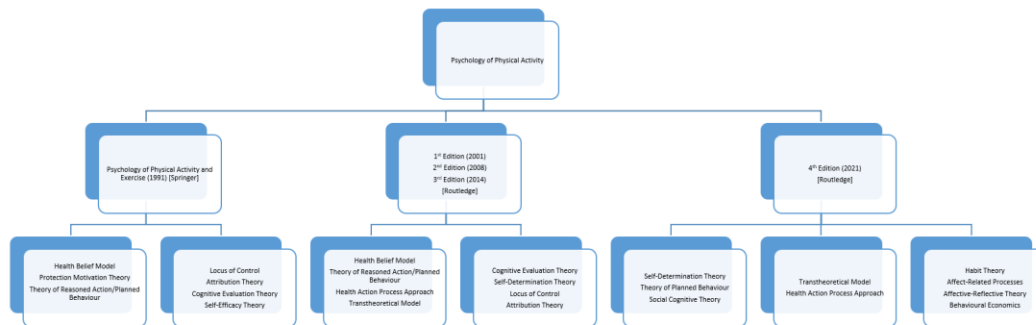 Psychology of Physical Activity
Psychology of Physical Activity and
Exercise (1991) [Springer]
1st Edition (2001)
2nd Edition (2008)
3rd Edition (2014)
[Routledge]
4th Edition (2021)
[Routledge]
Health Belief Model
Protection Motivation Theory
Theory of Reasoned Action/Planned
Behaviour
Locus of Control
Attribution Theory
Cognitive Evaluation Theory
Self-Efficacy Theory
Health Belief Model
Theory of Reasoned Action/Planned
Behaviour
Health Action Process Approach
Transtheoretical Model
Cognitive Evaluation Theory
Self-Determination Theory
Locus of Control
Attribution Theory
Self-Determination Theory
Theory of Planned Behaviour
Social Cognitive Theory
Transtheoretical Model
Health Action Process Approach
Habit Theory
Affect-Related Processes
Affective-Reflective Theory
Behavioural Economics